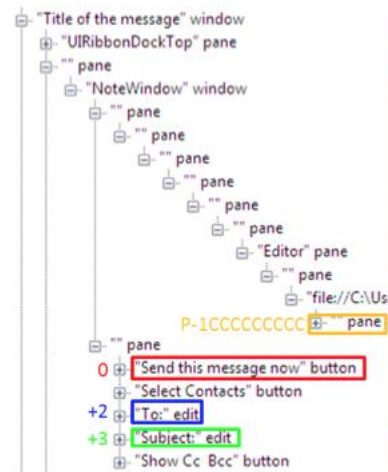 "Title of the message" window
"UIRibbonDockTop" pane
"" pane
"NoteWindow" window
"" pane
"" pane
"" pane
"" pane
"" pane
"Editor" pane
"" pane
"file://C:\Us
P-1CCCCCCCCC "" pane
"" pane
0 "Send this message now" button
"Select Contacts" button
+2 "To:" edit
+3 "Subject:" edit
"Show Cc Bcc" button